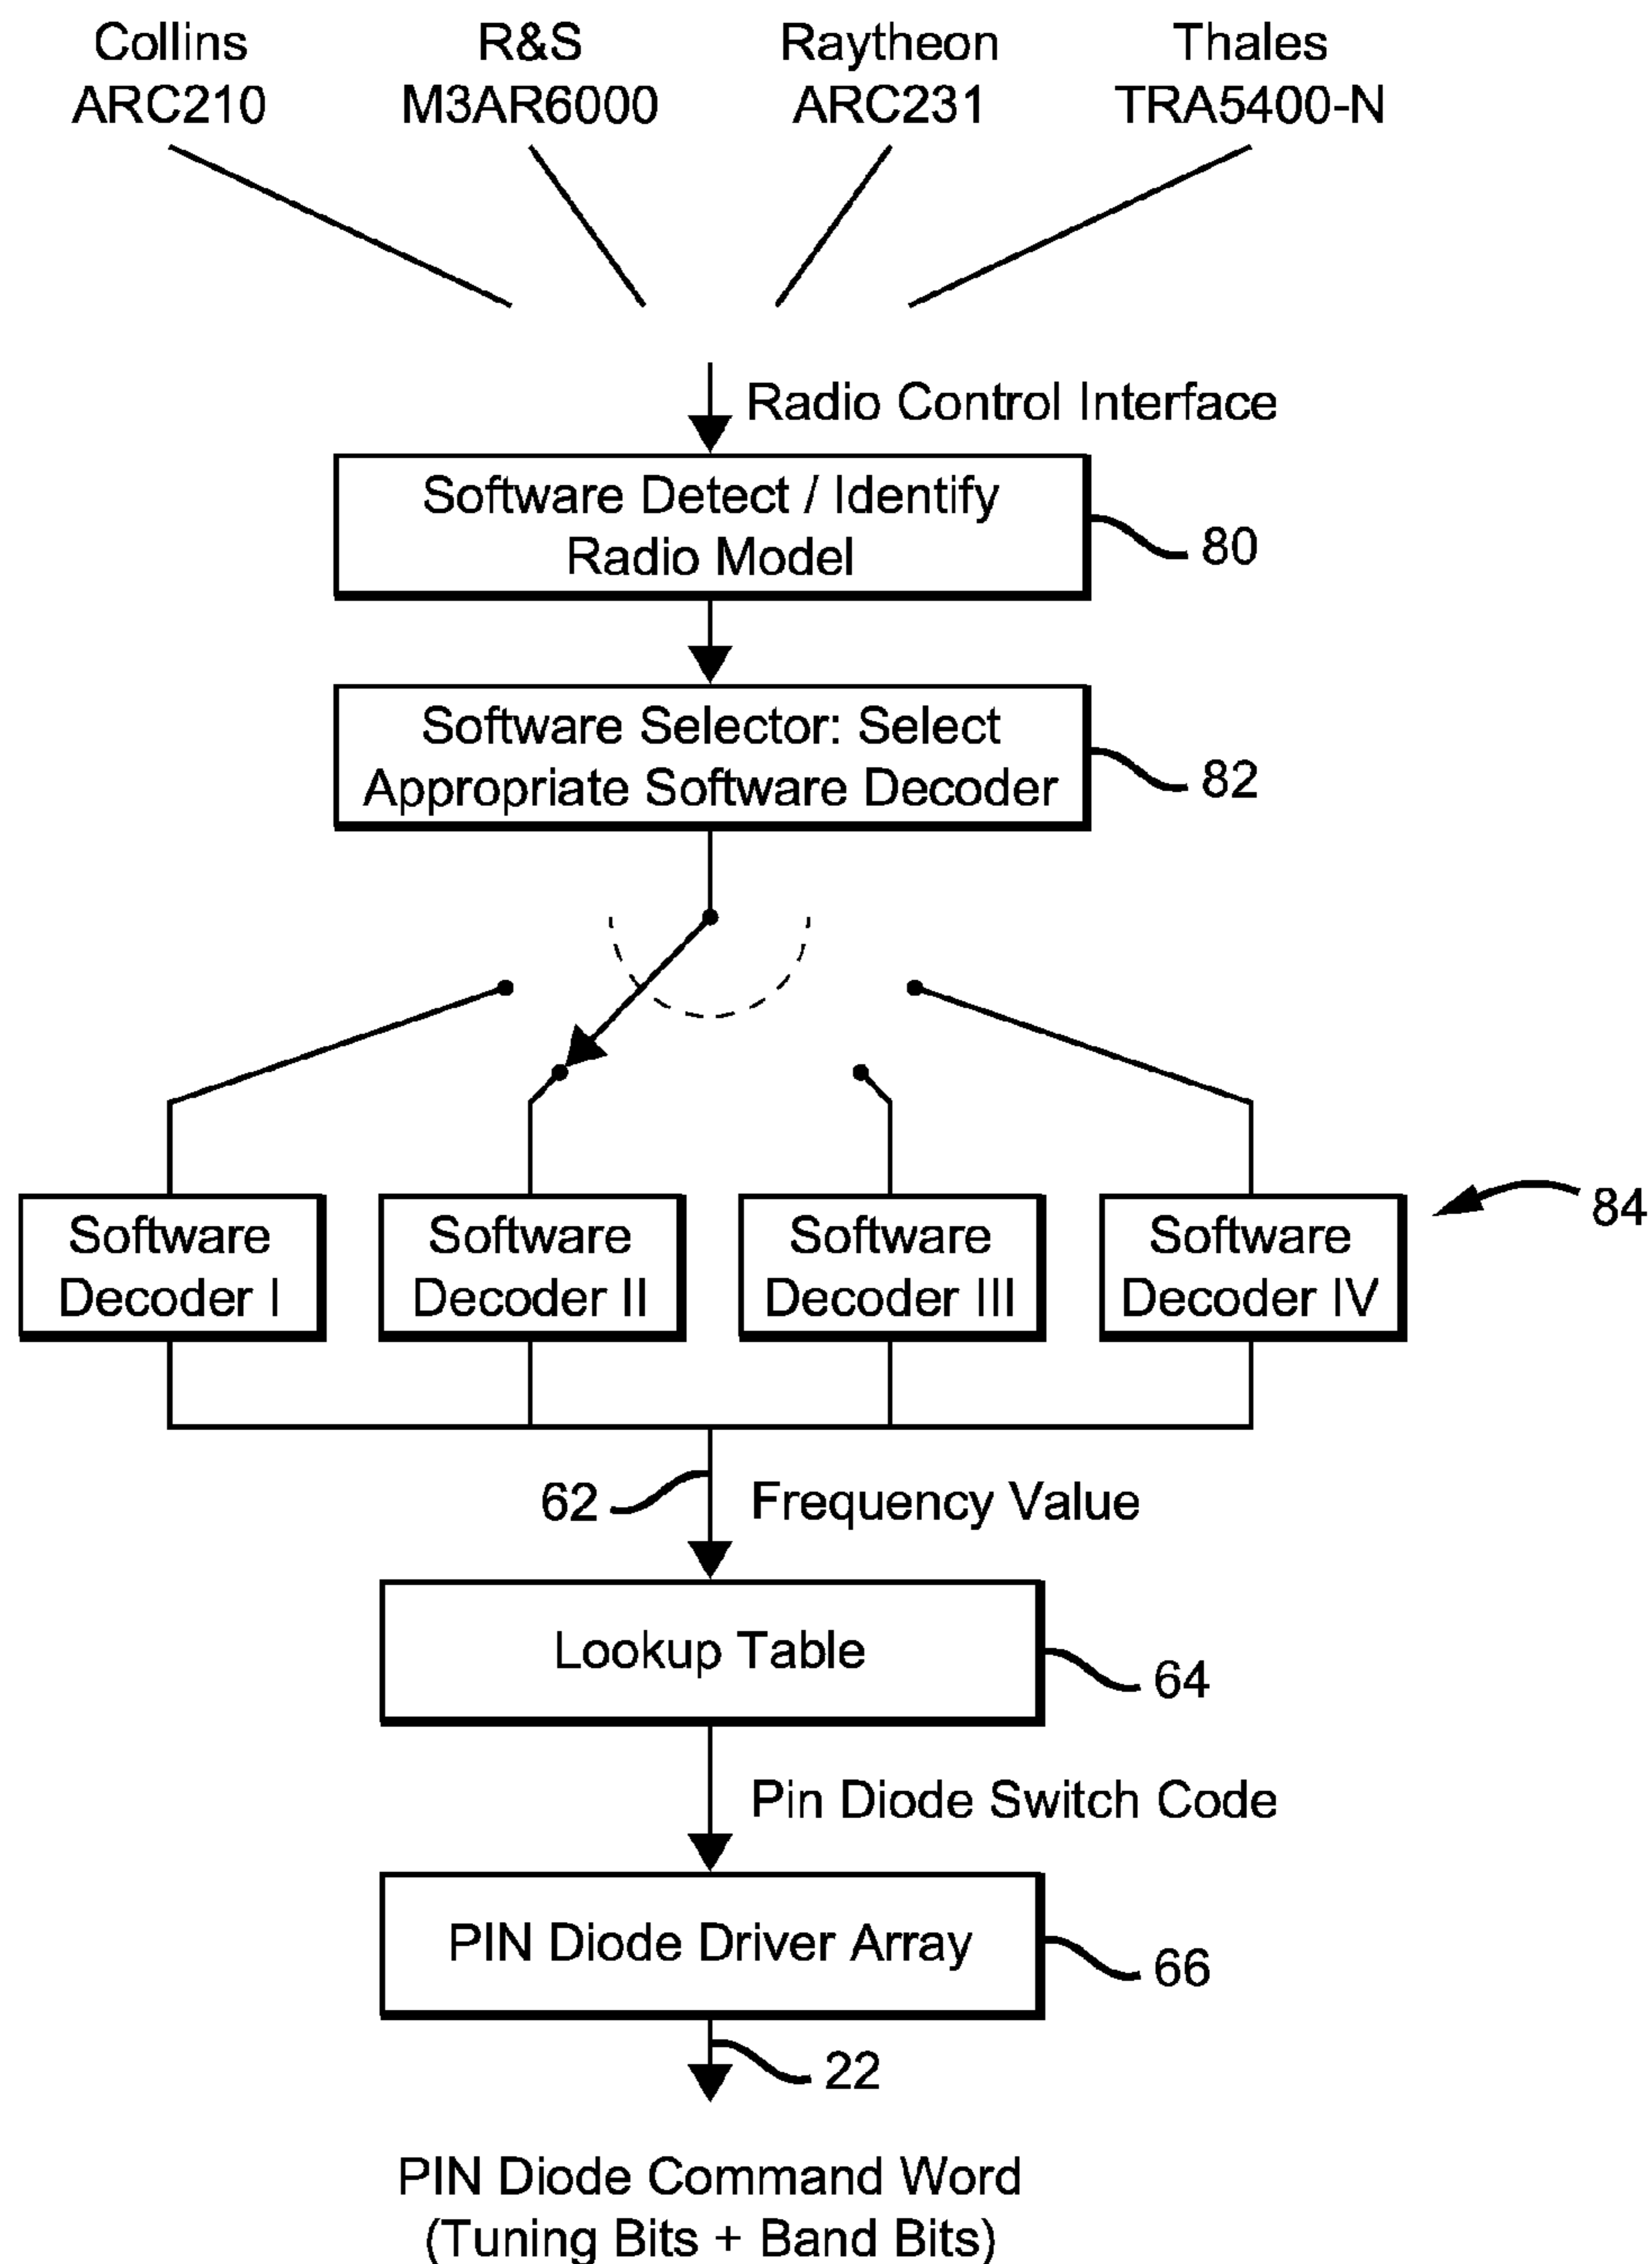 Collins
ARC210
R&S
M3AR6000
Raytheon
ARC231
Thales
TRA5400-N
Radio Control Interface
Software Detect / Identify
Radio Model
80
Software Selector: Select
Appropriate Software Decoder
82
Software
Decoder I
Software
Decoder II
Software
Decoder III
Software
Decoder IV
84
62
Frequency Value
Lookup Table
64
Pin Diode Switch Code
PIN Diode Driver Array
66
22
PIN Diode Command Word
(Tuning Bits + Band Bits)